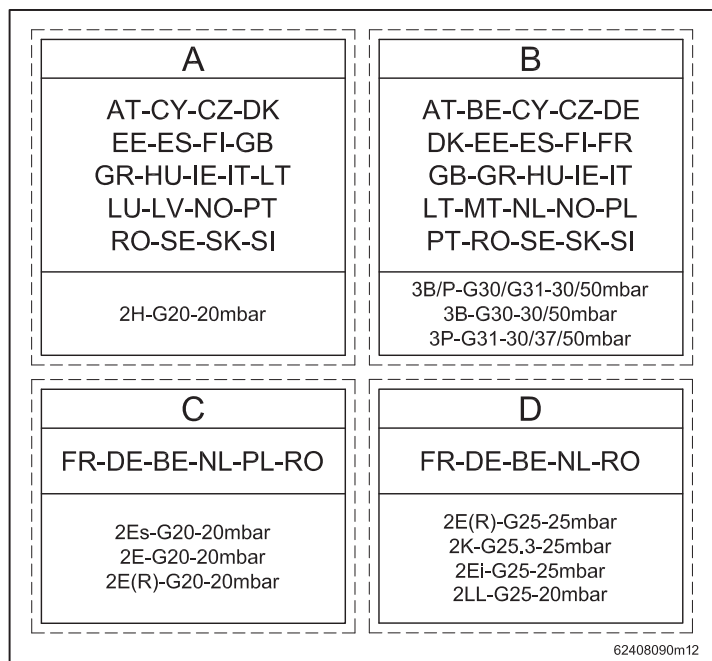 A
AT-CY-CZ-DK
EE-ES-FI-GB
GR-HU-IE-IT-LT
LU-LV-NO-PT
RO-SE-SK-SI
2H-G20-20mbar
B
AT-BE-CY-CZ-DE
DK-EE-ES-FI-FR
GB-GR-HU-IE-IT
LT-MT-NL-NO-PL
PT-RO-SE-SK-SI
3B/P-G30/G31-30/50mbar
3B-G30-30/50mbar
3P-G31-30/37/50mbar
C
FR-DE-BE-NL-PL-RO
2Es-G20-20mbar
2E-G20-20mbar
2E(R)-G20-20mbar
D
FR-DE-BE-NL-RO
2E(R)-G25-25mbar
2K-G25.3-25mbar
2Ei-G25-25mbar
2LL-G25-20mbar
62408090m12